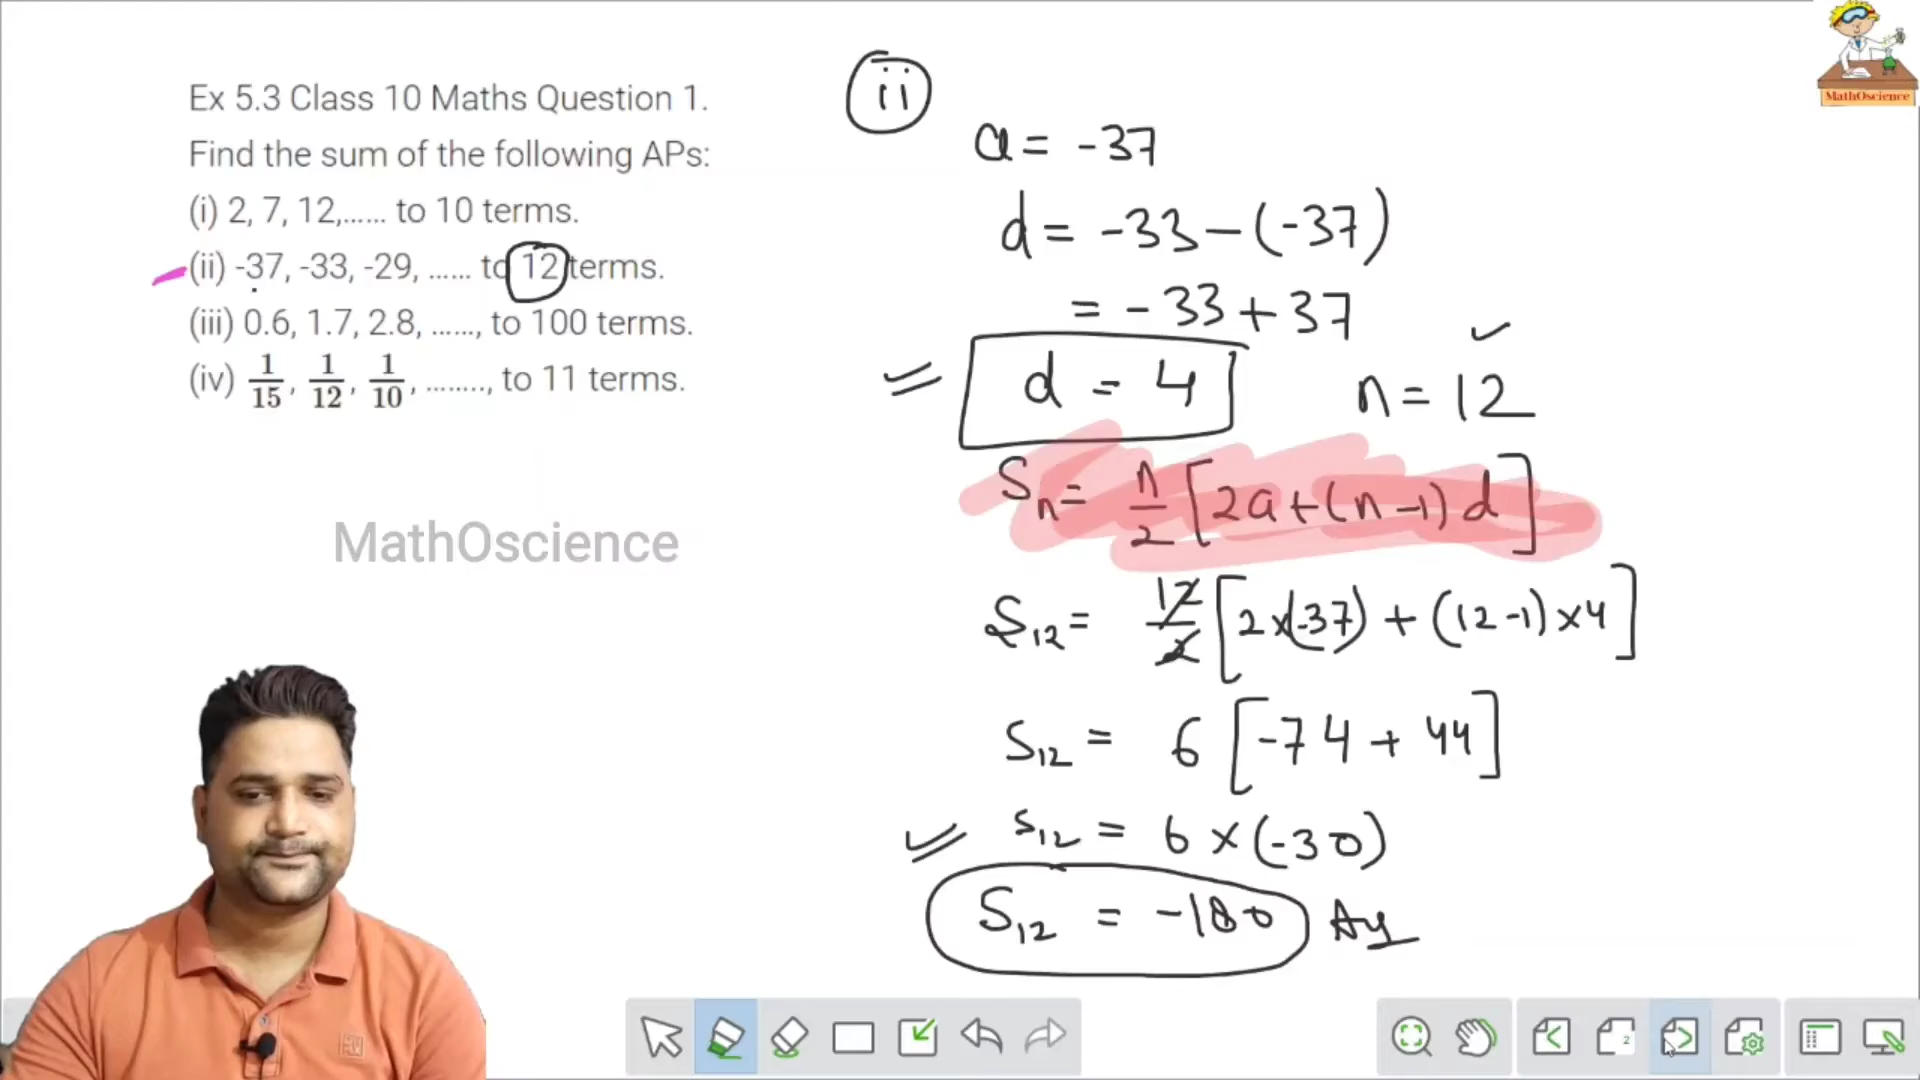 Ex 5.3 Class 10 Maths Question 1.
Find the sum of the following APs:
(i) 2, 7, 12,…… to 10 terms.
(ii) -37, -33, -29, …… to 12 terms.
(iii) 0.6, 1.7, 2.8, ……, to 100 terms.
(iv) 1/15, 1/12, 1/10, …….., to 11 terms.
MathOscience
ii
a = -37
d = -33-(-37)
= -33+37
d = 4
n = 12
Sn = n/2 [2a+(n-1)d]
S12 = 12/2 [2×(-37) + (12-1)×4]
S12 = 6 [-74 + 44]
S12 = 6 × (-30)
S12 = -180 Ans
MathOscience
2